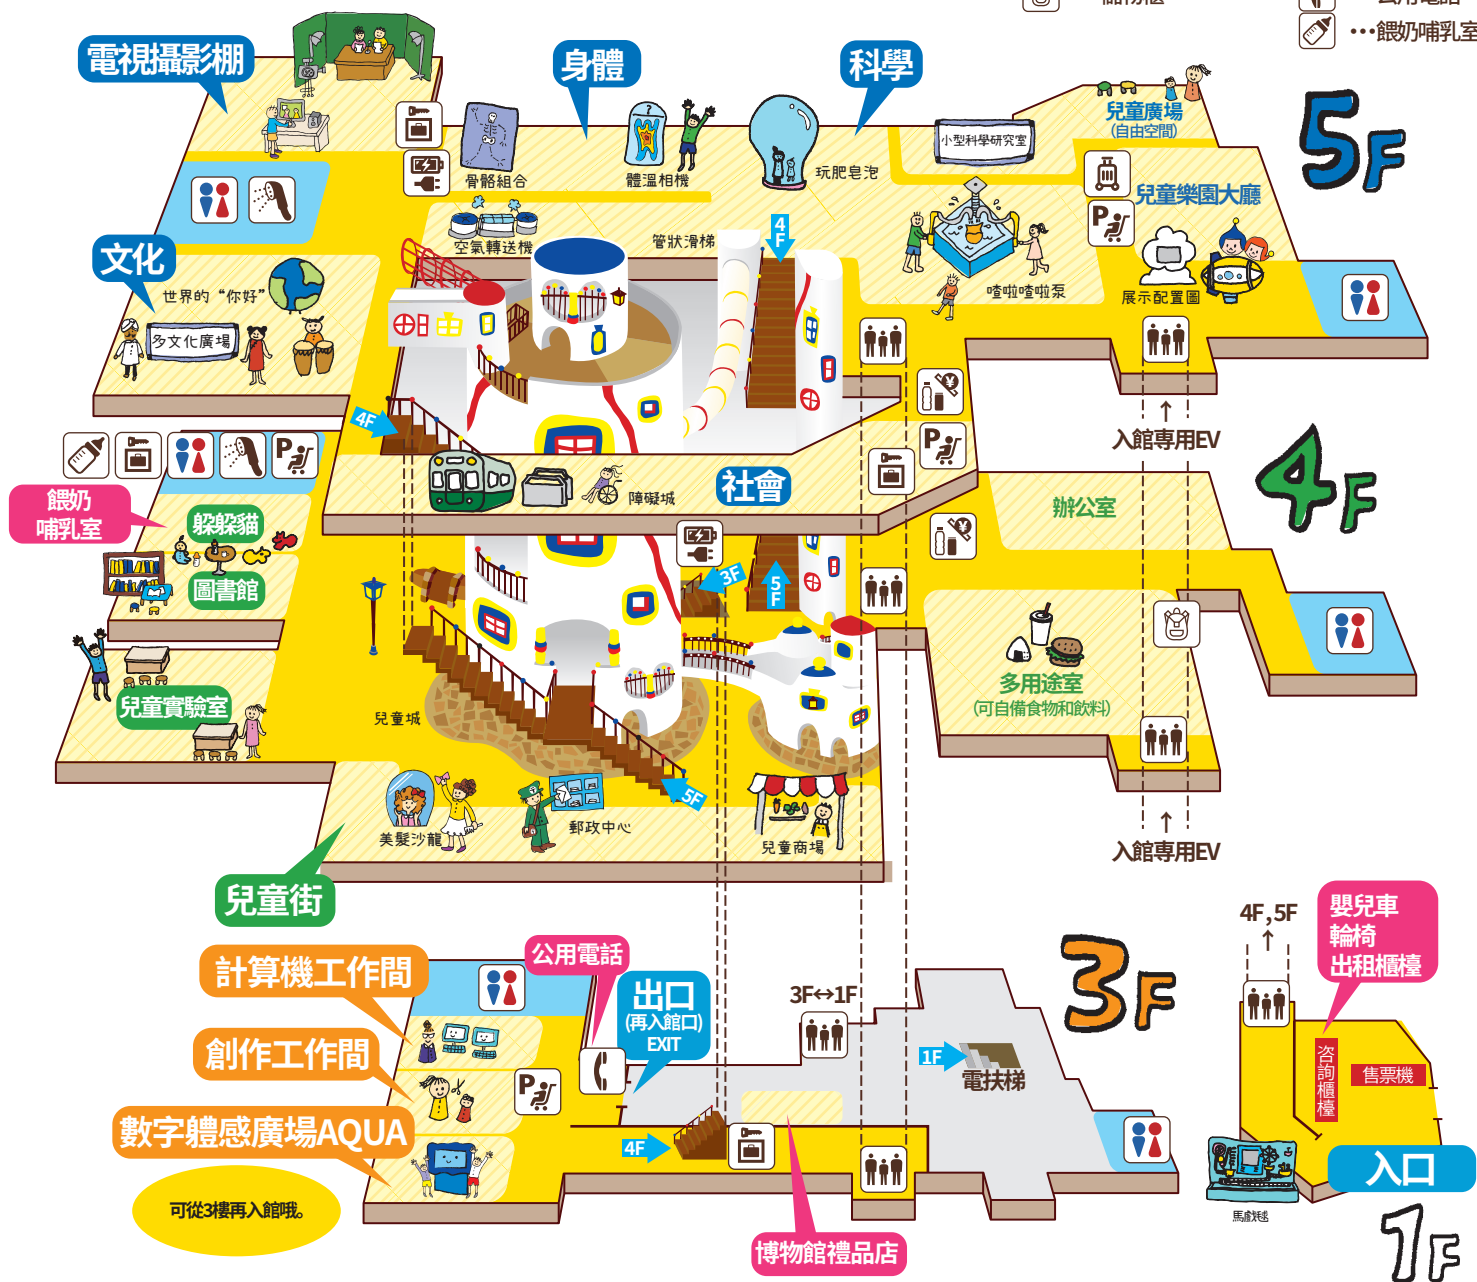 …餵奶哺乳室
電視攝影棚
身體
科學
5F
兒童廣場
(自由空間)
小型科學研究室
骨骼組合
體溫相機
玩肥皂泡
兒童樂園大廳
P
文化
空氣轉送機
管狀滑梯
4F
世界的“你好”
多文化廣場
喳啦喳啦泵
展示配置圖
4F
¥
P
入館専用EV
4F
P
障礙城
社會
餵奶
哺乳室
躲躲貓
圖書館
¥
辦公室
3F
5F
兒童實驗室
兒童城
多用途室
(可自備食物和飲料)
5F
美髮沙龍
郵政中心
兒童商場
入館専用EV
兒童街
4F,5F
嬰兒車
輪椅
出租櫃檯
3F
計算機工作間
公用電話
出口
(再入館口)
EXIT
3F↔1F
創作工作間
P
1F
電扶梯
咨詢櫃檯
售票機
數字體感廣場AQUA
4F
入口
可從3樓再入館哦。
博物館禮品店
馬戲毬
1F